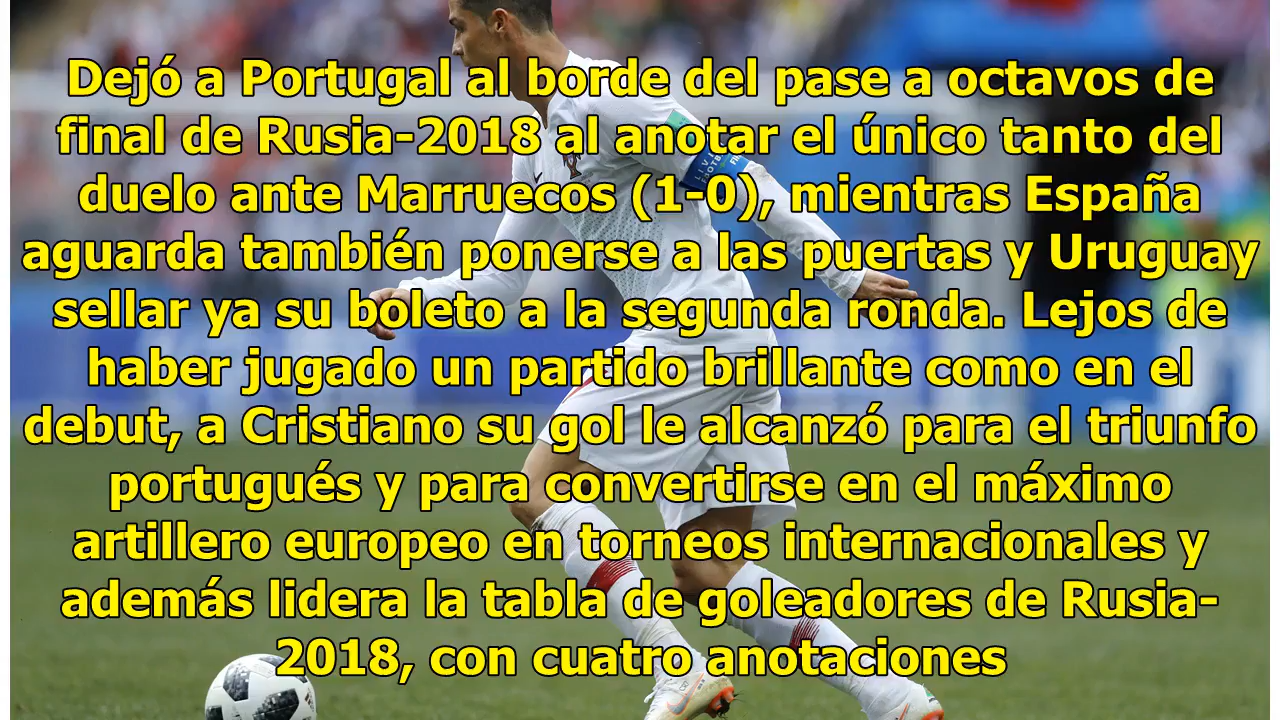 Dejó a Portugal al borde del pase a octavos de
final de Rusia-2018 al anotar el único tanto del
duelo ante Marruecos (1-0), mientras España
aguarda también ponerse a las puertas y Uruguay
sellar ya su boleto a la segunda ronda. Lejos de
haber jugado un partido brillante como en el
debut, a Cristiano su gol le alcanzó para el triunfo
portugués y para convertirse en el máximo
artillero europeo en torneos internacionales y
además lidera la tabla de goleadores de Rusia-
2018, con cuatro anotaciones